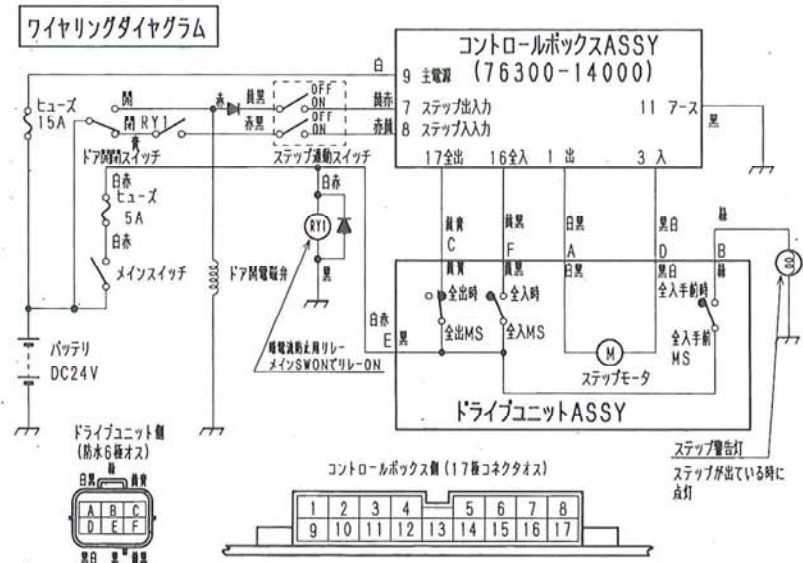 ワイヤリングダイヤグラム
コントロールボックスASSY
(76300-14000)
白
9 主電源
7 ステップ出入力
8 ステップ入入力
11 アース
黒
17全出
16全入
1 出
3 入
ヒューズ
15A
開
閉
RY1
青
赤
黄黒
赤黒
OFF
ON
OFF
ON
黄赤
赤黄
ドア開閉スイッチ
ステップ連動スイッチ
白赤
ヒューズ
5A
白赤
メインスイッチ
白赤
RY1
黒
ドア開電磁弁
暗電流防止用リレー
メインSWONでリレーON
バッテリ
DC24V
黄青
黄黒
白黒
黒白
緑
C
F
A
D
B
黄青
黄黒
白黒
黒白
緑
白赤
E
黒
全出時
全入時
全入手前時
全出MS
全入MS
全入手前
MS
M
ステップモータ
ドライブユニットASSY
ステップ警告灯
ステップが出ている時に
点灯
ドライブユニット側
(防水6極オス)
緑
白黒
黄青
A B C
D E F
黒白
黒
黄黒
コントロールボックス側(17極コネクタオス)
1 2 3 4 5 6 7 8
9 10 11 12 13 14 15 16 17